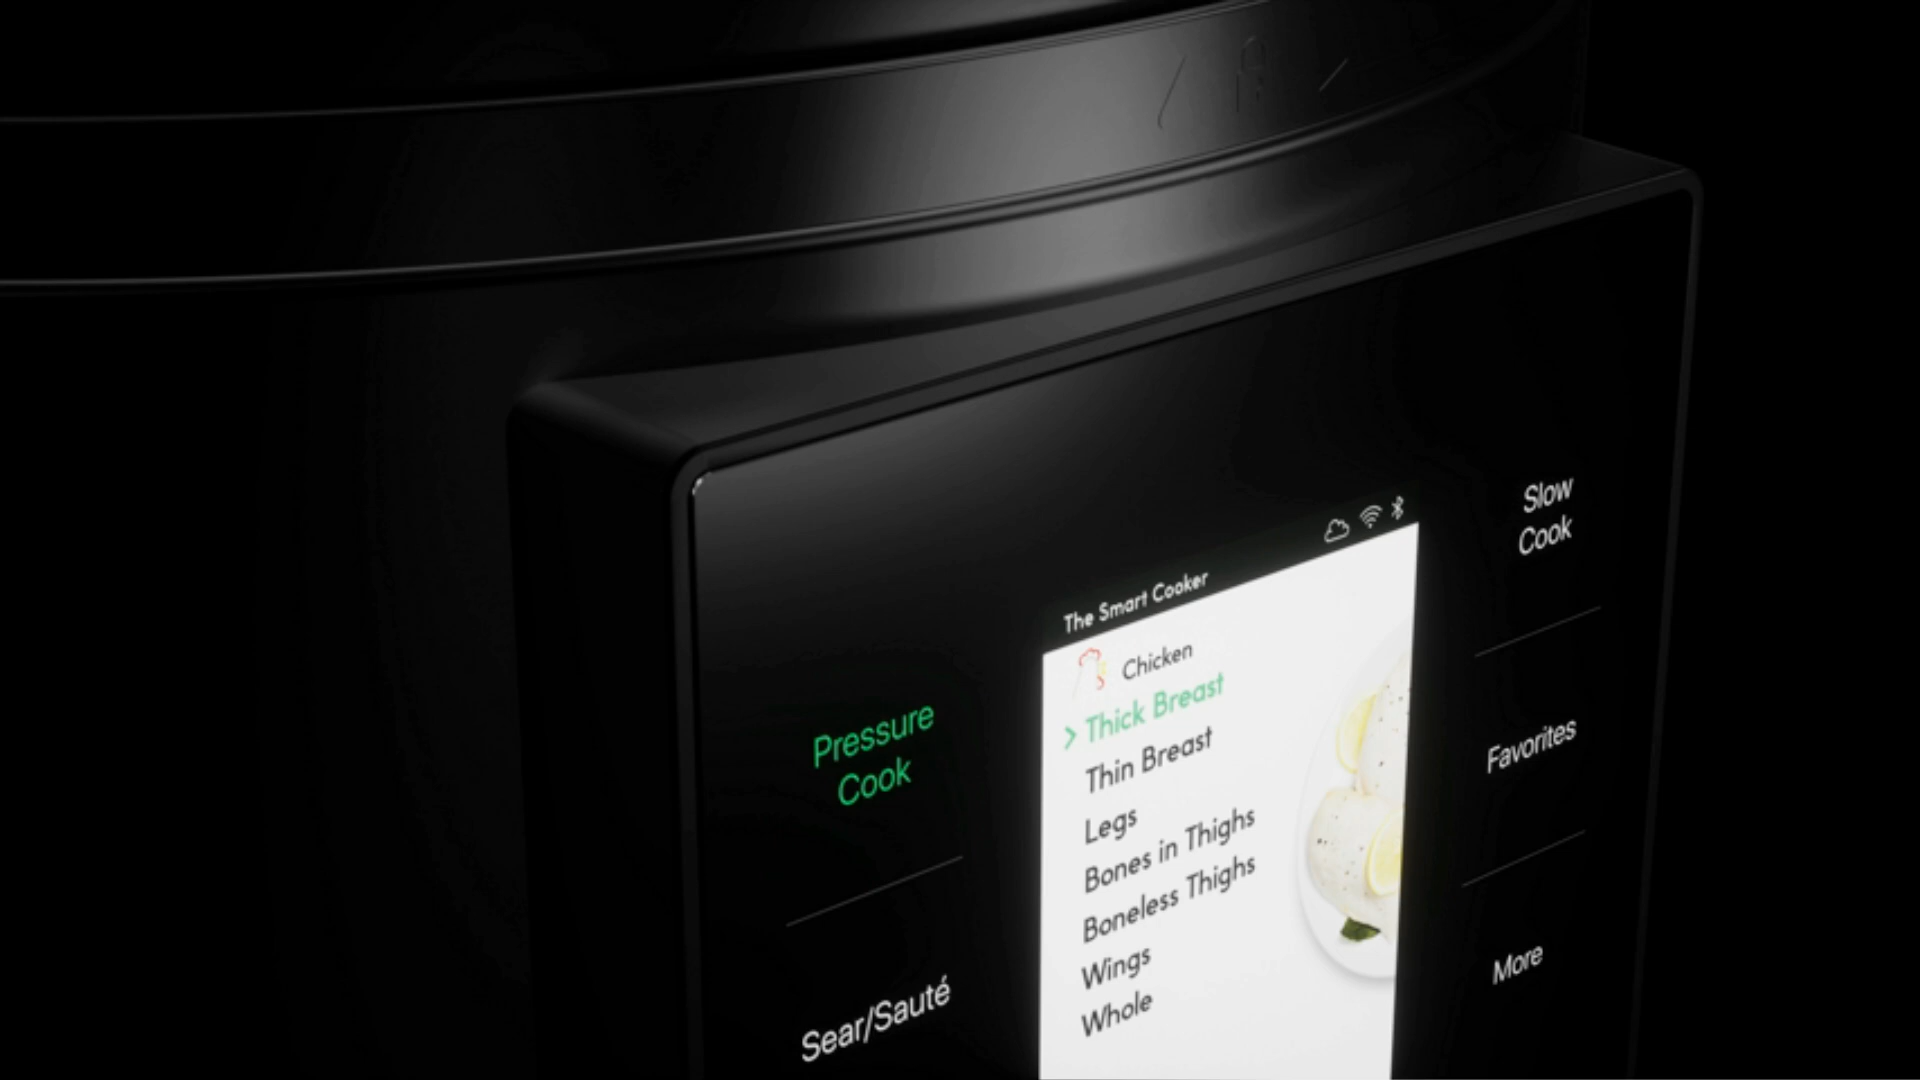 Pressure
Cook
Sear/Sauté
The Smart Cooker
Chicken
Thick Breast
Thin Breast
Legs
Bones in Thighs
Boneless Thighs
Wings
Whole
Slow
Cook
Favorites
More